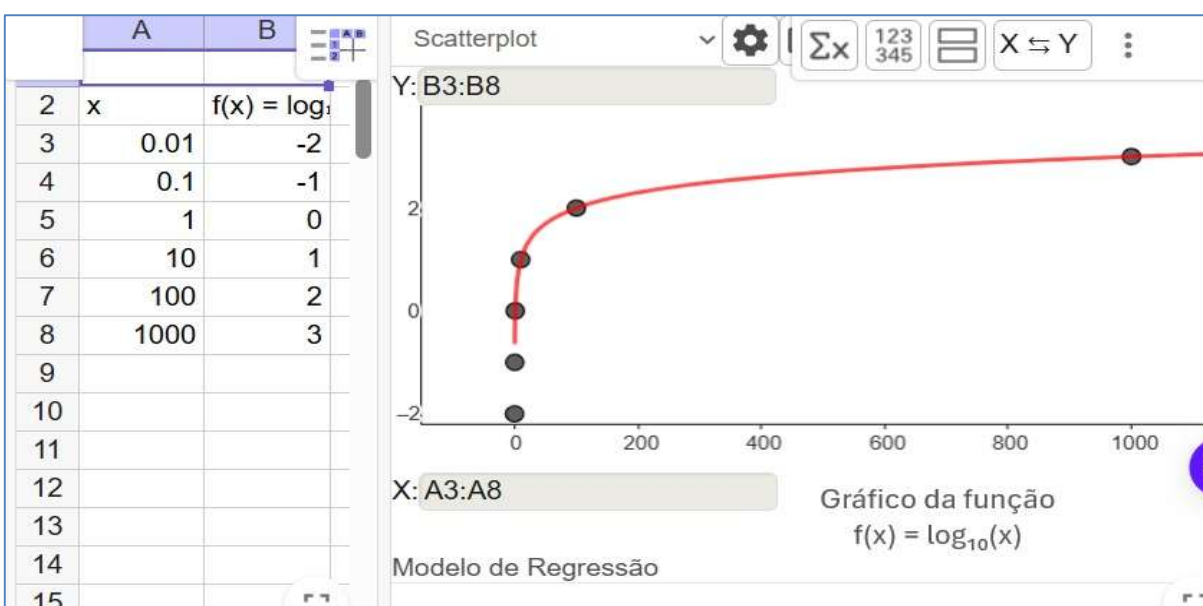 A B
Scatterplot
Σx
123
345
X ⇆ Y
Y: B3:B8
2 x f(x) = log₁
3 0.01 -2
4 0.1 -1
5 1 0
6 10 1
7 100 2
8 1000 3
9
10
11
12
13
14
15
2
0
–2
0 200 400 600 800 1000
X: A3:A8
Gráfico da função
f(x) = log₁₀(x)
Modelo de Regressão